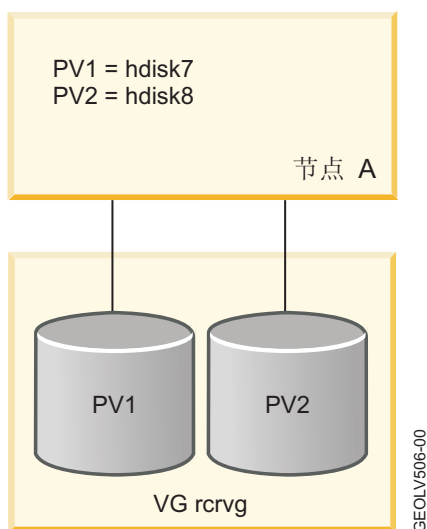 PV1 = hdisk7
PV2 = hdisk8
节点 A
PV1
PV2
VG rcrvg
GEOLV506-00